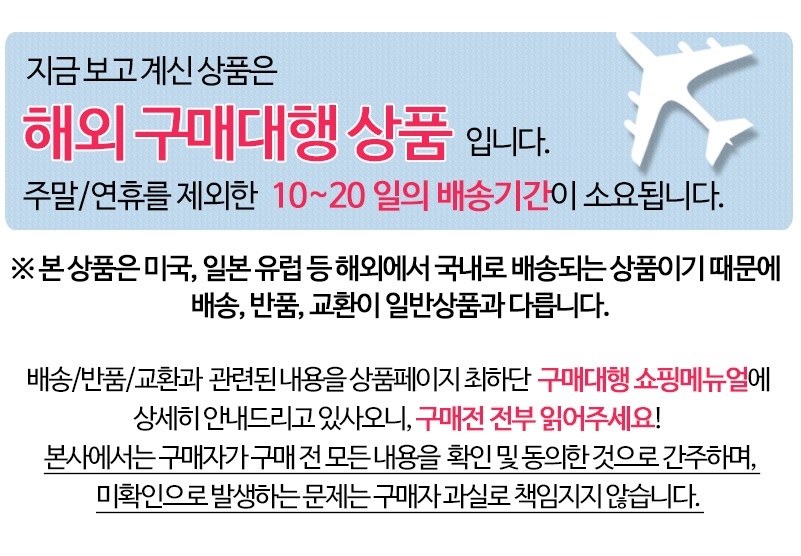 지금 보고 계신 상품은
해외 구매대행 상품 입니다.
주말/연휴를 제외한 10~20 일의 배송기간이 소요됩니다.
※ 본 상품은 미국, 일본 유럽 등 해외에서 국내로 배송되는 상품이기 때문에
배송, 반품, 교환이 일반상품과 다릅니다.
배송/반품/교환과 관련된 내용을 상품페이지 최하단 구매대행 쇼핑메뉴얼에
상세히 안내드리고 있사오니, 구매전 전부 읽어주세요!
본사에서는 구매자가 구매 전 모든 내용을 확인 및 동의한 것으로 간주하며,
미확인으로 발생하는 문제는 구매자 과실로 책임지지 않습니다.